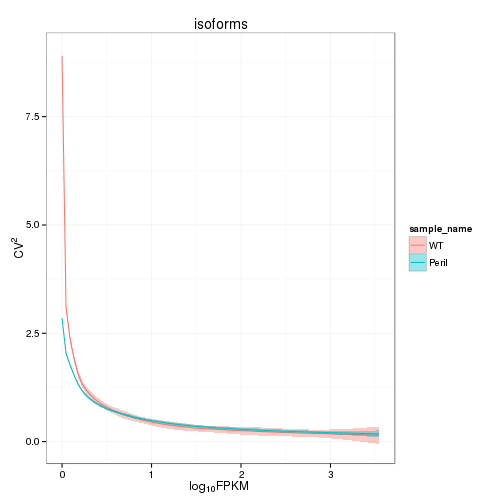 isoforms
7.5
5.0
2.5
0.0
CV²
0 1 2 3
log₁₀FPKM
sample_name
WT
Peril